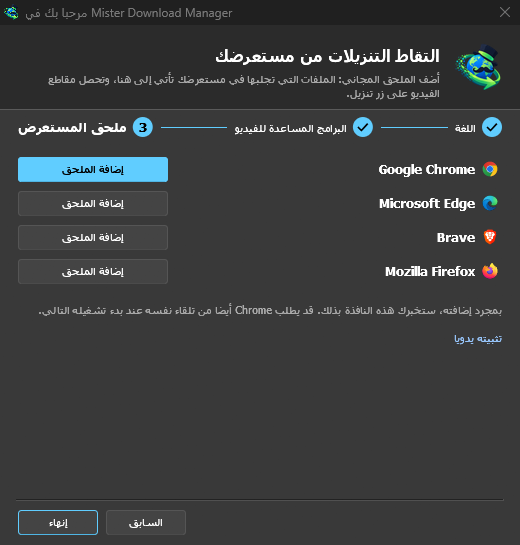 مرحبا بك في Mister Download Manager
التقاط التنزيلات من مستعرضك
أضف الملحق المجاني: الملفات التي تجلبها في مستعرضك تأتي إلى هنا، وتحصل مقاطع
الفيديو على زر تنزيل.
اللغة
البرامج المساعدة للفيديو
3 ملحق المستعرض
Google Chrome إضافة الملحق
Microsoft Edge إضافة الملحق
Brave إضافة الملحق
Mozilla Firefox إضافة الملحق
بمجرد إضافته، ستخبرك هذه النافذة بذلك. قد يطلب Chrome أيضا من تلقاء نفسه عند بدء تشغيله التالي.
تثبيته يدويا
السابق
إنهاء